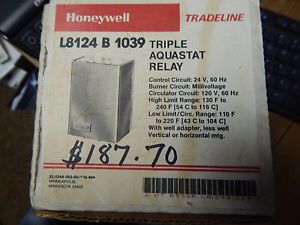 Honeywell
TRADELINE
L8124 B 1039 TRIPLE
AQUASTAT
RELAY
Control Circuit: 24 V, 60 Hz
Burner Circuit: Millivoltage
Circulator Circuit: 120 V, 60 Hz
High Limit Range: 130 F to
240 F [54 C to 116 C]
Low Limit/Circ. Range: 110 F
to 220 F [43 C to 104 C]
With well adapter, less well
Vertical or horizontal mtg.
$187.70
MINNEAPOLIS,
MINNESOTA 55422